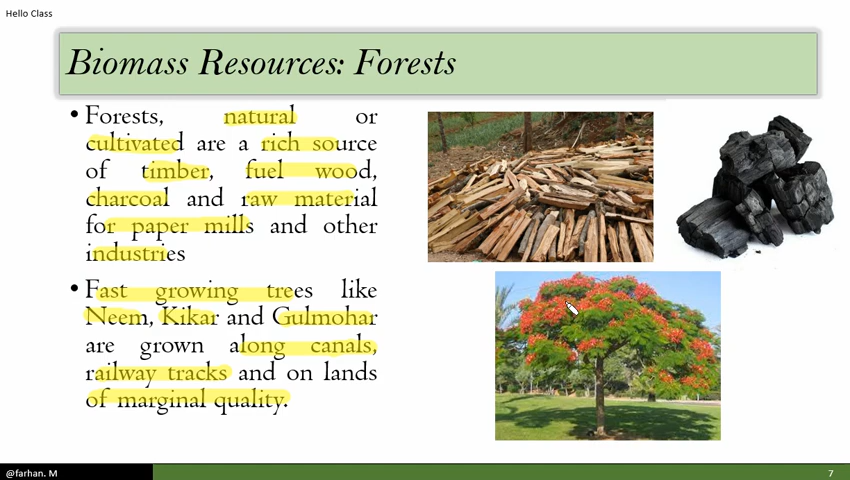 Hello Class
Biomass Resources: Forests
• Forests, natural or
cultivated are a rich source
of timber, fuel wood,
charcoal and raw material
for paper mills and other
industries
• Fast growing trees like
Neem, Kikar and Gulmohar
are grown along canals,
railway tracks and on lands
of marginal quality.
@farhan. M
7